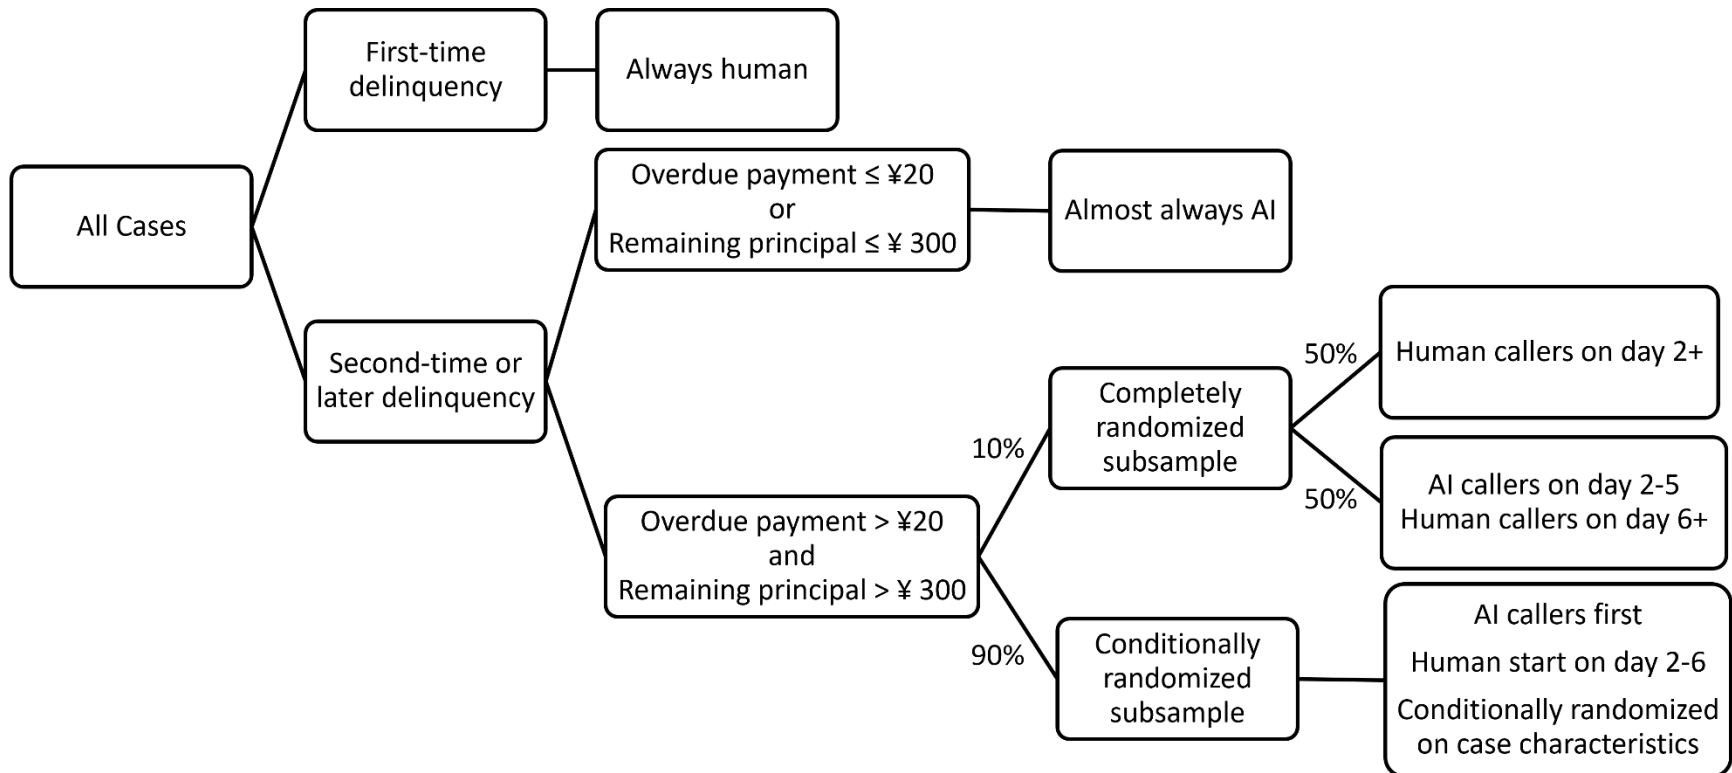 All Cases
First-time
delinquency
Always human
Second-time or
later delinquency
Overdue payment ≤ ¥20
or
Remaining principal ≤ ¥ 300
Almost always AI
Overdue payment > ¥20
and
Remaining principal > ¥ 300
10%
Completely
randomized
subsample
50%
Human callers on day 2+
50%
AI callers on day 2-5
Human callers on day 6+
90%
Conditionally
randomized
subsample
AI callers first
Human start on day 2-6
Conditionally randomized
on case characteristics